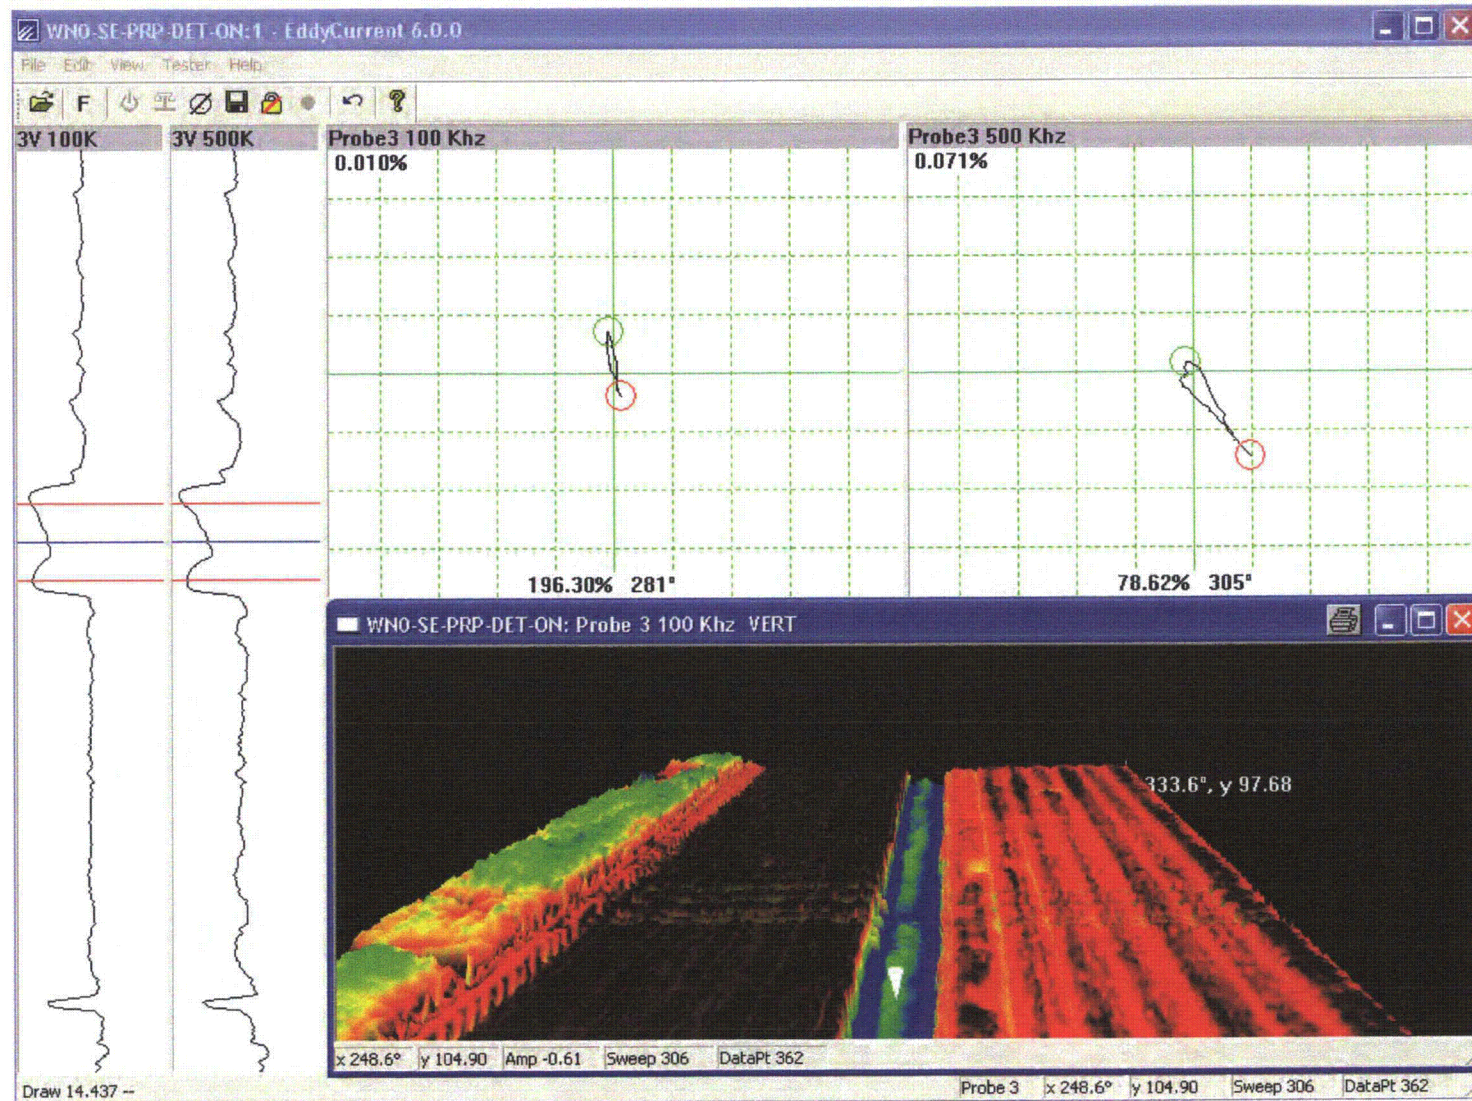 WN0-SE-PRP-DET-ON:1 - EddyCurrent 6.0.0
File Edit View Tester Help
F
3V 100K 3V 500K Probe3 100 Khz Probe3 500 Khz
0.010% 0.071%
196.30% 281° 78.62% 305°
WN0-SE-PRP-DET-ON: Probe 3 100 Khz VERT
333.6°, y 97.68
x 248.6° y 104.90 Amp -0.61 Sweep 306 DataPt 362
Draw 14.437 -- Probe 3 x 248.6° y 104.90 Sweep 306 DataPt 362